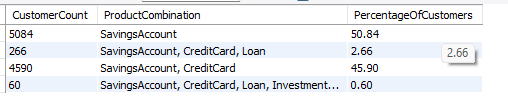 CustomerCount ProductCombination PercentageOfCustomers
5084 SavingsAccount 50.84
266 SavingsAccount, CreditCard, Loan 2.66
2.66
4590 SavingsAccount, CreditCard 45.90
60 SavingsAccount, CreditCard, Loan, Investment... 0.60